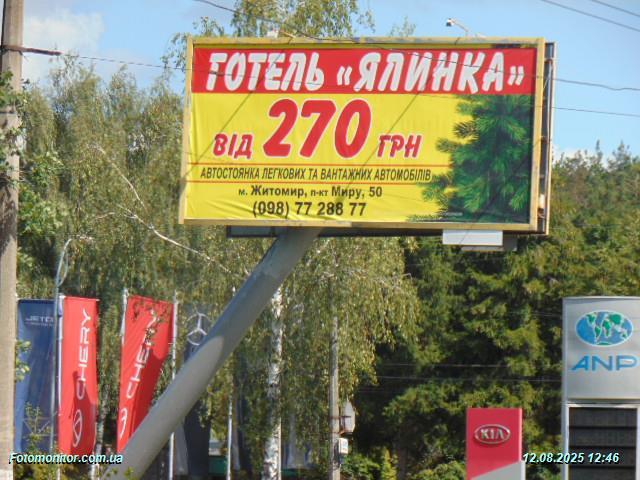 ТОТЕЛЬ «ЯЛИНКА»
ВІД 270 ГРН
АВТОСТОЯНКА ЛЕГКОВИХ ТА ВАНТАЖНИХ АВТОМОБІЛІВ
м. Житомир, п-кт Миру, 50
(098) 77 288 77
CHERY
CHERY
ANP
KIA
Fotomonitor.com.ua
12.08.2025 12:46